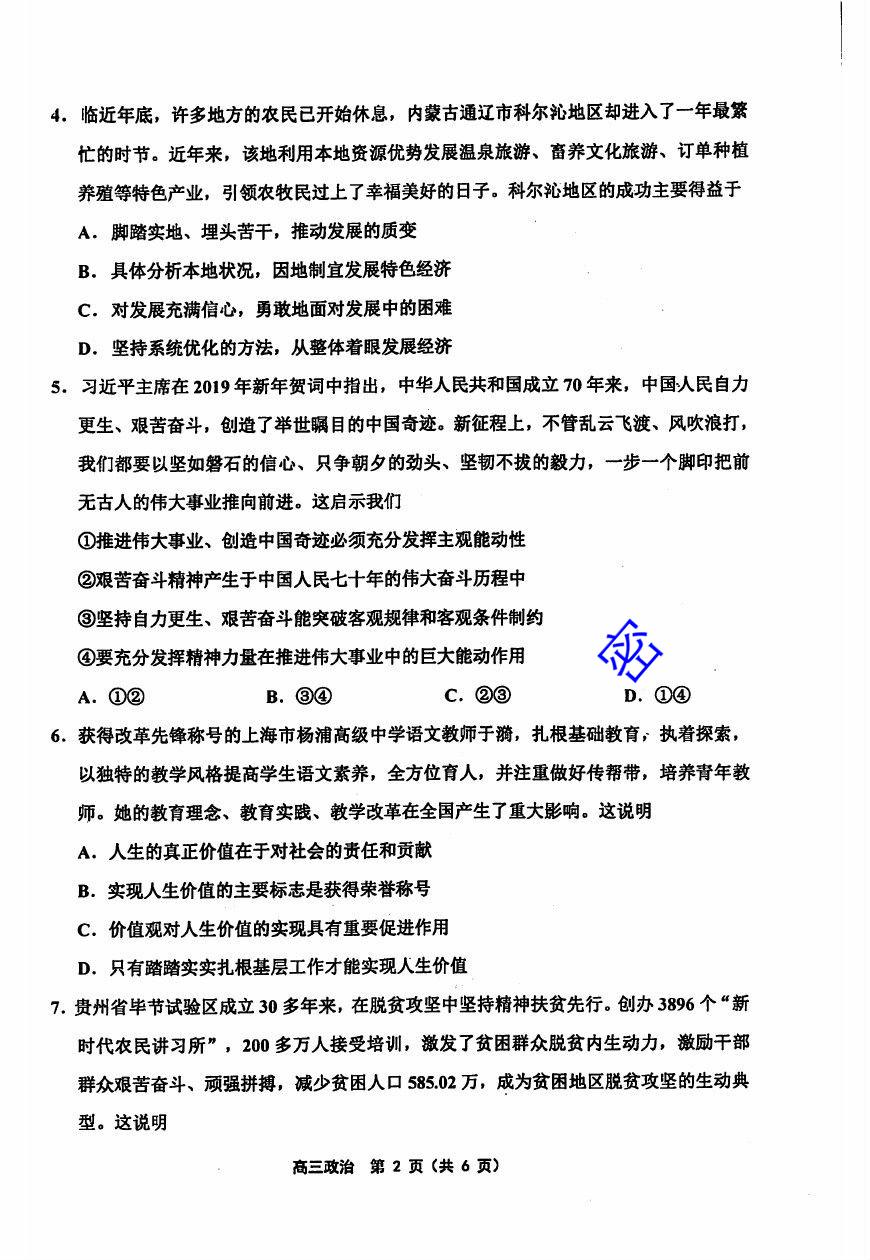 4．临近年底，许多地方的农民已开始休息，内蒙古通辽市科尔沁地区却进入了一年最繁
忙的时节。近年来，该地利用本地资源优势发展温泉旅游、畜养文化旅游、订单种植
养殖等特色产业，引领农牧民过上了幸福美好的日子。科尔沁地区的成功主要得益于
A．脚踏实地、埋头苦干，推动发展的质变
B．具体分析本地状况，因地制宜发展特色经济
C．对发展充满信心，勇敢地面对发展中的困难
D．坚持系统优化的方法，从整体着眼发展经济
5．习近平主席在 2019 年新年贺词中指出，中华人民共和国成立 70 年来，中国人民自力
更生、艰苦奋斗，创造了举世瞩目的中国奇迹。新征程上，不管乱云飞渡、风吹浪打，
我们都要以坚如磐石的信心、只争朝夕的劲头、坚韧不拔的毅力，一步一个脚印把前
无古人的伟大事业推向前进。这启示我们
①推进伟大事业、创造中国奇迹必须充分发挥主观能动性
②艰苦奋斗精神产生于中国人民七十年的伟大奋斗历程中
③坚持自力更生、艰苦奋斗能突破客观规律和客观条件制约
④要充分发挥精神力量在推进伟大事业中的巨大能动作用
密
A．①② B．③④ C．②③ D．①④
6．获得改革先锋称号的上海市杨浦高级中学语文教师于漪，扎根基础教育，执着探索，
以独特的教学风格提高学生语文素养，全方位育人，并注重做好传帮带，培养青年教
师。她的教育理念、教育实践、教学改革在全国产生了重大影响。这说明
A．人生的真正价值在于对社会的责任和贡献
B．实现人生价值的主要标志是获得荣誉称号
C．价值观对人生价值的实现具有重要促进作用
D．只有踏踏实实扎根基层工作才能实现人生价值
7．贵州省毕节试验区成立 30 多年来，在脱贫攻坚中坚持精神扶贫先行。创办 3896 个“新
时代农民讲习所”，200 多万人接受培训，激发了贫困群众脱贫内生动力，激励干部
群众艰苦奋斗、顽强拼搏，减少贫困人口 585.02 万，成为贫困地区脱贫攻坚的生动典
型。这说明
高三政治 第 2 页（共 6 页）